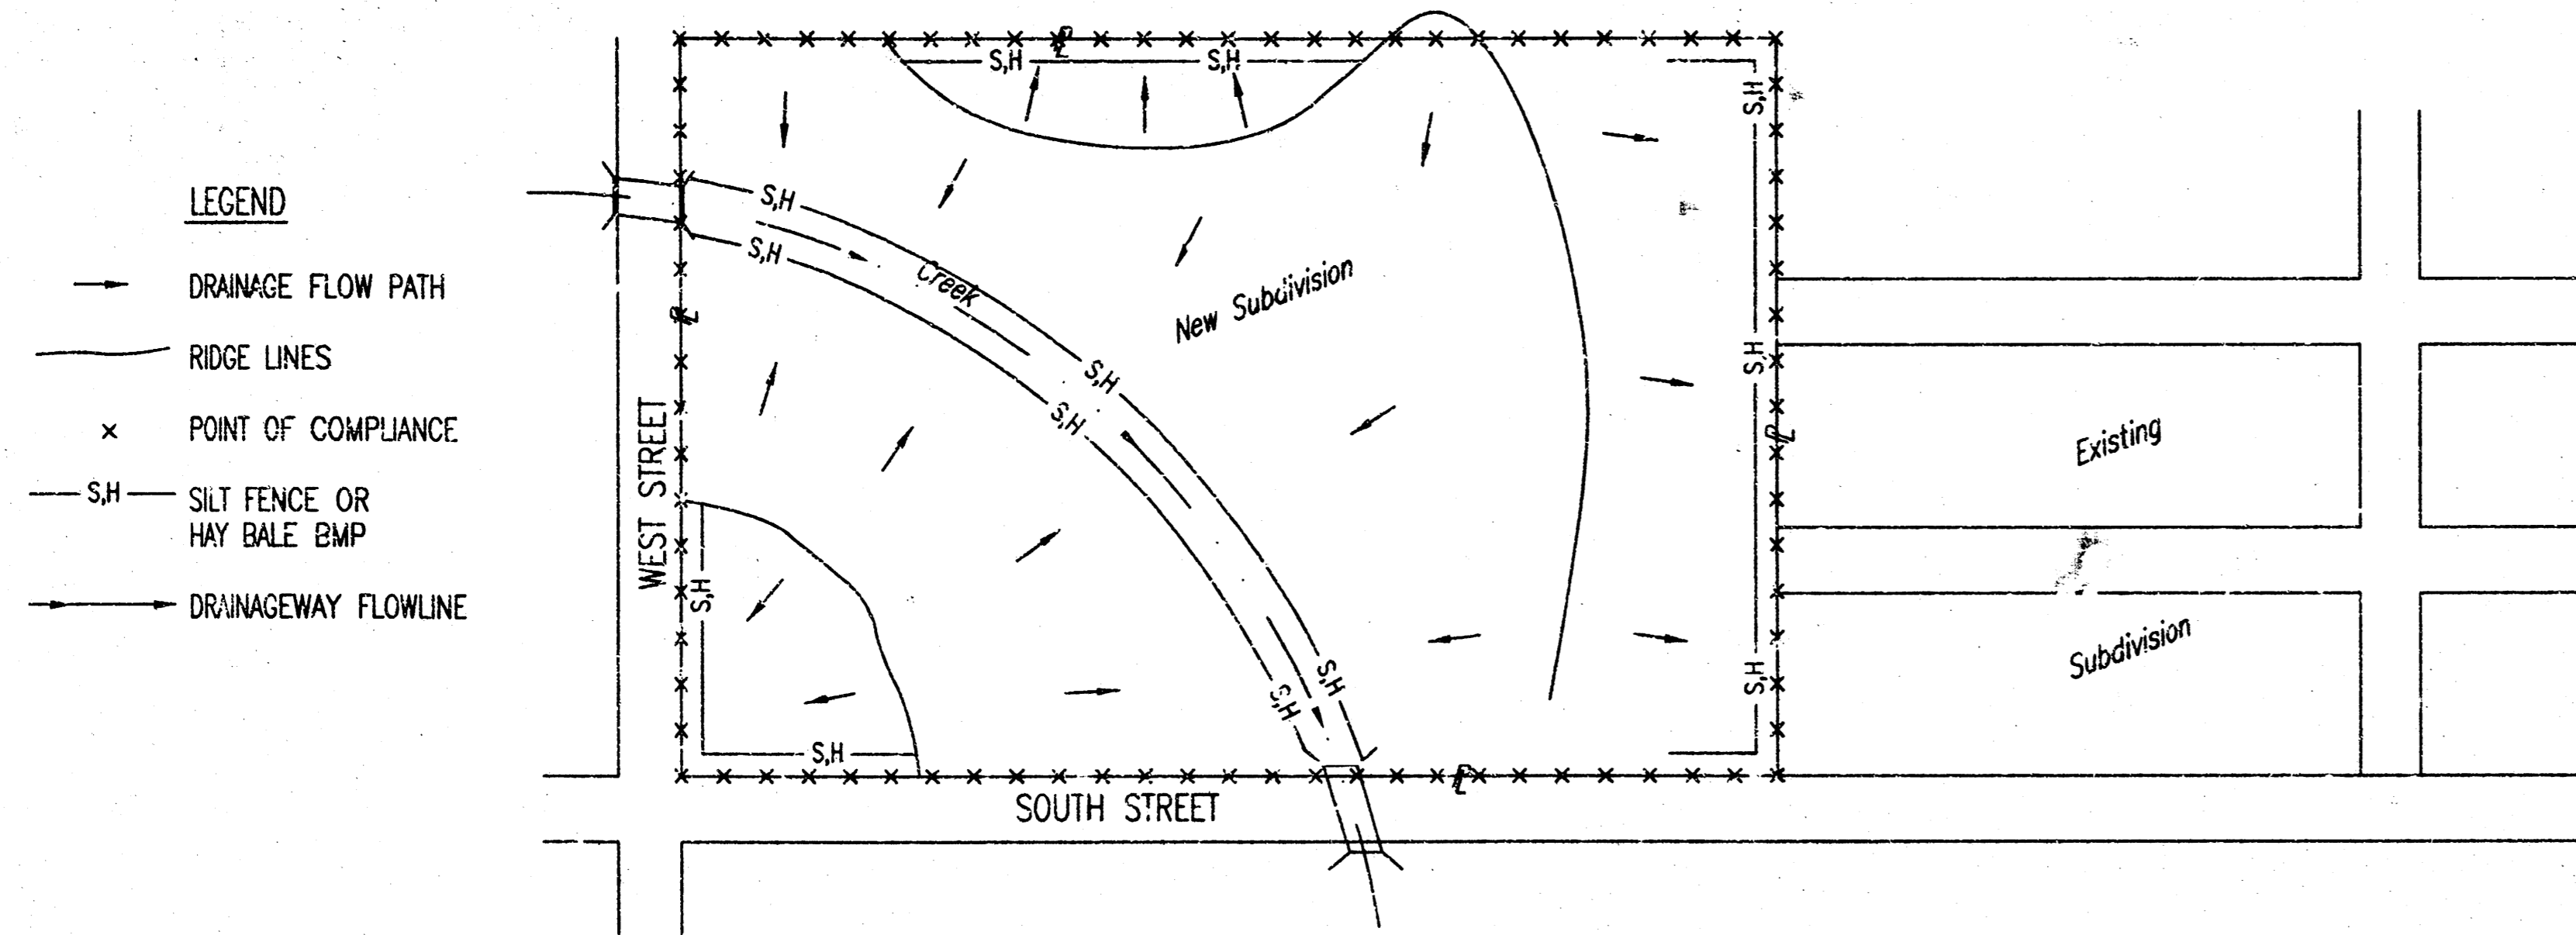 LEGEND
DRAINAGE FLOW PATH
RIDGE LINES
× POINT OF COMPLIANCE
S,H SILT FENCE OR
HAY BALE BMP
DRAINAGEWAY FLOWLINE
S,H
S,H
S,H
S,H
S,H
Creek
New Subdivision
S,H
S,H
S,H
WEST STREET
S,H
Existing
Subdivision
S,H
S,H
S,H
S,H
SOUTH STREET